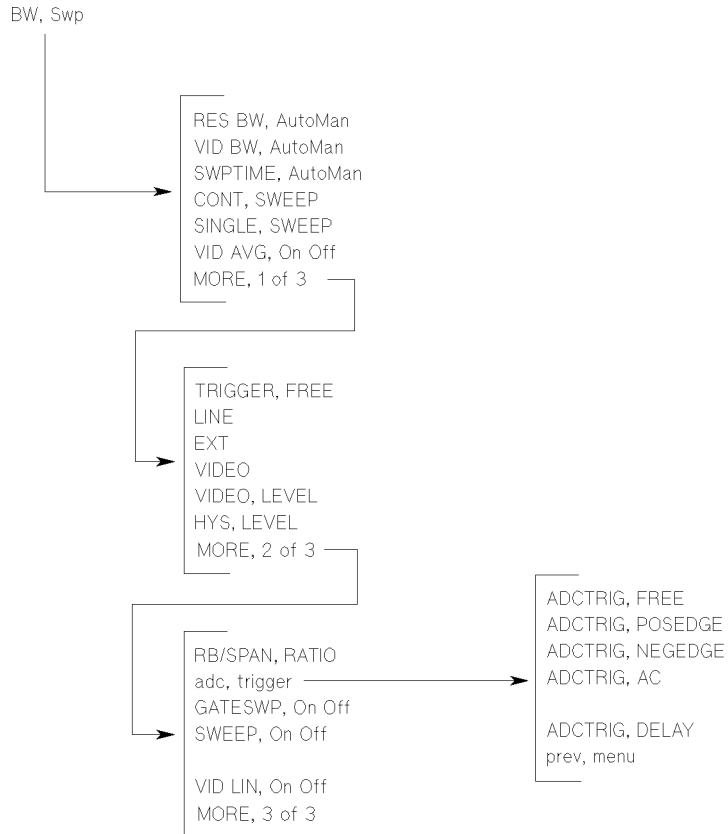 BW, Swp
RES BW, AutoMan
VID BW, AutoMan
SWPTIME, AutoMan
CONT, SWEEP
SINGLE, SWEEP
VID AVG, On Off
MORE, 1 of 3
TRIGGER, FREE
LINE
EXT
VIDEO
VIDEO, LEVEL
HYS, LEVEL
MORE, 2 of 3
RB/SPAN, RATIO
adc, trigger
GATESWP, On Off
SWEEP, On Off
VID LIN, On Off
MORE, 3 of 3
ADCTRIG, FREE
ADCTRIG, POSEDGE
ADCTRIG, NEGEDGE
ADCTRIG, AC
ADCTRIG, DELAY
prev, menu